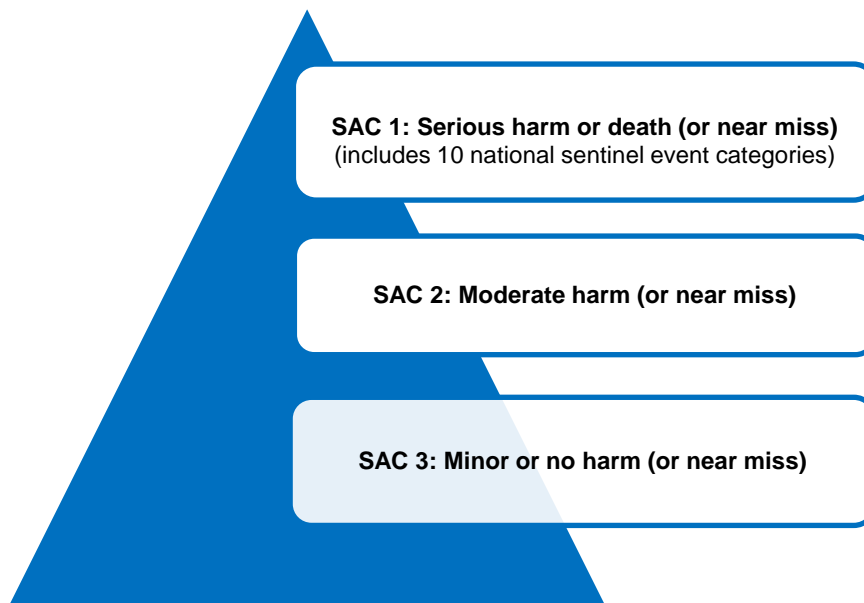 SAC 1: Serious harm or death (or near miss)
(includes 10 national sentinel event categories)
SAC 2: Moderate harm (or near miss)
SAC 3: Minor or no harm (or near miss)